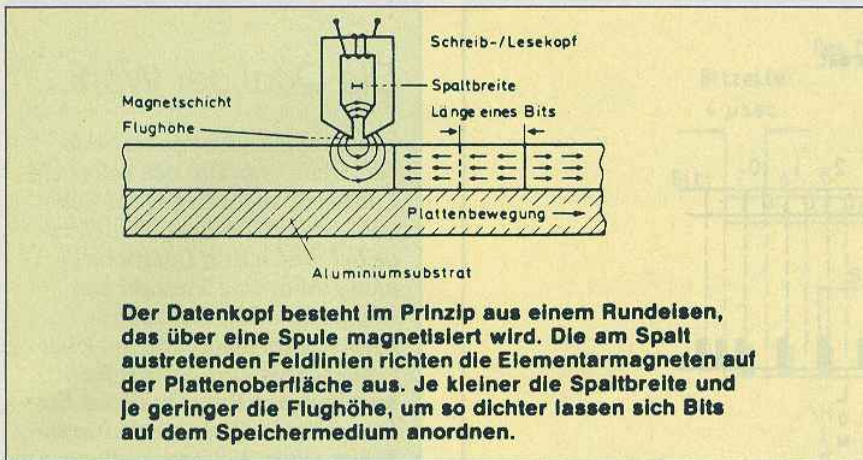 Schreib-/Lesekopf
Spaltbreite
Magnetschicht
Flughöhe
Länge eines Bits
Plattenbewegung
Aluminiumsubstrat
Der Datenkopf besteht im Prinzip aus einem Rundeisen,
das über eine Spule magnetisiert wird. Die am Spalt
austretenden Feldlinien richten die Elementarmagneten auf
der Plattenoberfläche aus. Je kleiner die Spaltbreite und
je geringer die Flughöhe, um so dichter lassen sich Bits
auf dem Speichermedium anordnen.